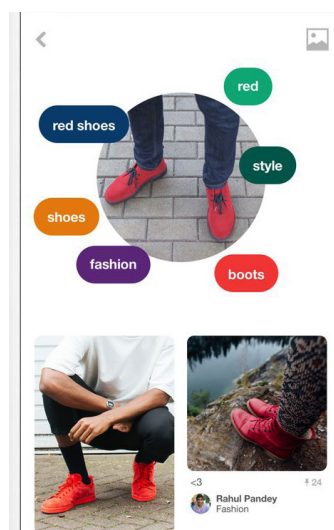 red
red shoes
style
shoes
fashion
boots
<3
24
Rahul Pandey
Fashion